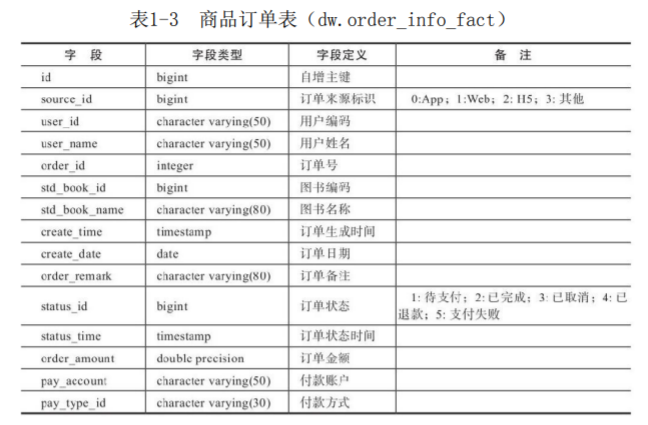 表1-3 商品订单表（dw.order_info_fact）
字 段 字段类型 字段定义 备 注
id bigint 自增主键
source_id bigint 订单来源标识 0:App；1:Web；2: H5；3: 其他
user_id character varying(50) 用户编码
user_name character varying(50) 用户姓名
order_id integer 订单号
std_book_id bigint 图书编码
std_book_name character varying(80) 图书名称
create_time timestamp 订单生成时间
create_date date 订单日期
order_remark character varying(80) 订单备注
status_id bigint 订单状态 1: 待支付；2: 已完成；3: 已取消；4: 已
退款；5: 支付失败
status_time timestamp 订单状态时间
order_amount double precision 订单金额
pay_account character varying(50) 付款账户
pay_type_id character varying(30) 付款方式